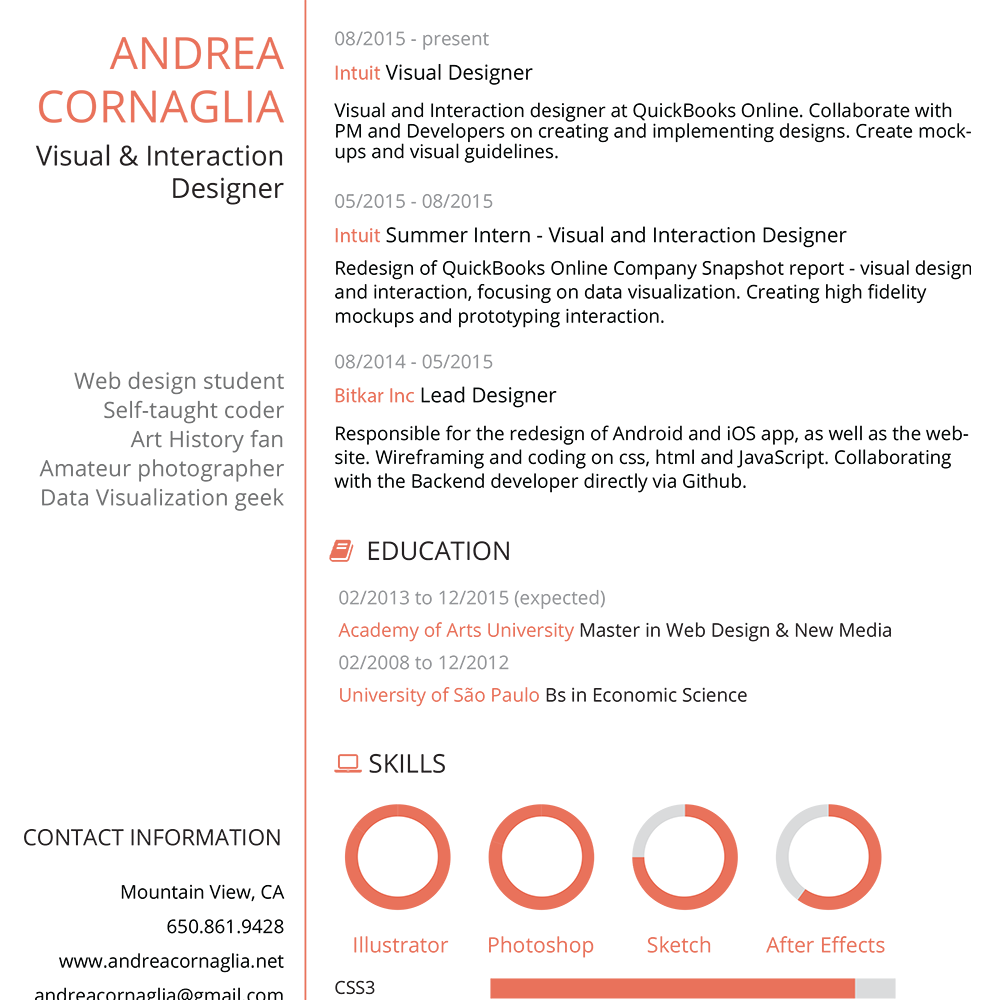 ANDREA
CORNAGLIA
Visual & Interaction
Designer
Web design student
Self-taught coder
Art History fan
Amateur photographer
Data Visualization geek
CONTACT INFORMATION
Mountain View, CA
650.861.9428
www.andreacornaglia.net
andreacornaglia@gmail.com
08/2015 - present
Intuit Visual Designer
Visual and Interaction designer at QuickBooks Online. Collaborate with
PM and Developers on creating and implementing designs. Create mock-
ups and visual guidelines.
05/2015 - 08/2015
Intuit Summer Intern - Visual and Interaction Designer
Redesign of QuickBooks Online Company Snapshot report - visual design
and interaction, focusing on data visualization. Creating high fidelity
mockups and prototyping interaction.
08/2014 - 05/2015
Bitkar Inc Lead Designer
Responsible for the redesign of Android and iOS app, as well as the web-
site. Wireframing and coding on css, html and JavaScript. Collaborating
with the Backend developer directly via Github.
EDUCATION
02/2013 to 12/2015 (expected)
Academy of Arts University Master in Web Design & New Media
02/2008 to 12/2012
University of São Paulo Bs in Economic Science
SKILLS
Illustrator
Photoshop
Sketch
After Effects
CSS3